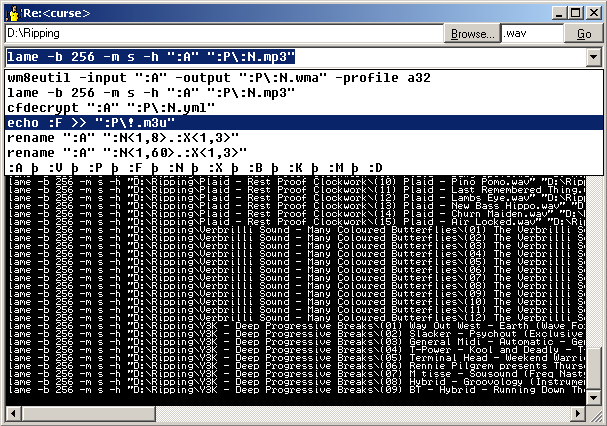 Re:<curse>
D:\Ripping Browse... .wav Go
lame -b 256 -m s -h ":A" ":P\:N.mp3"
wm8eutil -input ":A" -output ":P\:N.wma" -profile a32
lame -b 256 -m s -h ":A" ":P\:N.mp3"
cfdecrypt ":A" ":P\:N.yml"
echo :F >> ":P\!.m3u"
rename ":A" ":N<1,8>.:X<1,3>"
rename ":A" ":N<1,60>.:X<1,3>"
:A þ :V þ :P þ :F þ :N þ :X þ :B þ :K þ :M þ :D
lame -b 256 -m s -h "D:\Ripping\Plaid - Rest Proof Clockwork\(10) Plaid - Pino Pomo.wav" "D:\Ripp
lame -b 256 -m s -h "D:\Ripping\Plaid - Rest Proof Clockwork\(11) Plaid - Last Remembered Thing.
lame -b 256 -m s -h "D:\Ripping\Plaid - Rest Proof Clockwork\(12) Plaid - Lambs Eye.wav" "D:\Rip
lame -b 256 -m s -h "D:\Ripping\Plaid - Rest Proof Clockwork\(13) Plaid - New Bass Hippo.wav" "D
lame -b 256 -m s -h "D:\Ripping\Plaid - Rest Proof Clockwork\(14) Plaid - Churn Maiden.wav" "D:\
lame -b 256 -m s -h "D:\Ripping\Plaid - Rest Proof Clockwork\(15) Plaid - Air Locked.wav" "D:\Ri
lame -b 256 -m s -h "D:\Ripping\Verbrilli Sound - Many Coloured Butterflies\(01) The Verbrilli S
lame -b 256 -m s -h "D:\Ripping\Verbrilli Sound - Many Coloured Butterflies\(02) The Verbrilli S
lame -b 256 -m s -h "D:\Ripping\Verbrilli Sound - Many Coloured Butterflies\(03) The Verbrilli S
lame -b 256 -m s -h "D:\Ripping\Verbrilli Sound - Many Coloured Butterflies\(04) The Verbrilli S
lame -b 256 -m s -h "D:\Ripping\Verbrilli Sound - Many Coloured Butterflies\(05) The Verbrilli S
lame -b 256 -m s -h "D:\Ripping\Verbrilli Sound - Many Coloured Butterflies\(06) The Verbrilli S
lame -b 256 -m s -h "D:\Ripping\Verbrilli Sound - Many Coloured Butterflies\(07) The Verbrilli S
lame -b 256 -m s -h "D:\Ripping\Verbrilli Sound - Many Coloured Butterflies\(08) The Verbrilli S
lame -b 256 -m s -h "D:\Ripping\Verbrilli Sound - Many Coloured Butterflies\(09) The Verbrilli S
lame -b 256 -m s -h "D:\Ripping\Verbrilli Sound - Many Coloured Butterflies\(10) The Verbrilli S
lame -b 256 -m s -h "D:\Ripping\Verbrilli Sound - Many Coloured Butterflies\(11) The Verbrilli S
lame -b 256 -m s -h "D:\Ripping\Verbrilli Sound - Many Coloured Butterflies\(12) The Verbrilli S
lame -b 256 -m s -h "D:\Ripping\Y3K - Deep Progressive Breaks\(01) Way Out West - Earth (Wave Fo
lame -b 256 -m s -h "D:\Ripping\Y3K - Deep Progressive Breaks\(02) Slacker - Psychout (Exclusive
lame -b 256 -m s -h "D:\Ripping\Y3K - Deep Progressive Breaks\(03) General Midi - Automatic - Ge
lame -b 256 -m s -h "D:\Ripping\Y3K - Deep Progressive Breaks\(04) T-Power - Kool and Deadly - T
lame -b 256 -m s -h "D:\Ripping\Y3K - Deep Progressive Breaks\(05) Terminal Head - Weekend Warrio
lame -b 256 -m s -h "D:\Ripping\Y3K - Deep Progressive Breaks\(06) Rennie Pilgrem presents Thurs
lame -b 256 -m s -h "D:\Ripping\Y3K - Deep Progressive Breaks\(07) M tisse - Sousound (Freq Nasty
lame -b 256 -m s -h "D:\Ripping\Y3K - Deep Progressive Breaks\(08) Hybrid - Groovology (Instrumen
lame -b 256 -m s -h "D:\Ripping\Y3K - Deep Progressive Breaks\(09) BT - Hybrid - Running Down Th